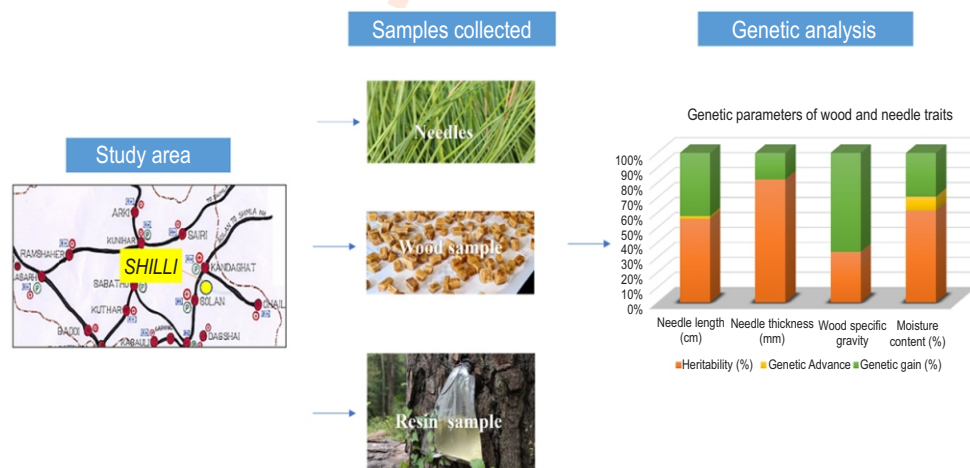 Samples collected
Genetic analysis
Study area
Needles
Wood sample
Resin sample
ARKI
KUNIHAR
SAIRI
RAMSHAHER
SHILLI
KANDAGHAT
SABATHU
SOLAN
KUTHAR
BADDI
KASAULI
DAGSHAI
Genetic parameters of wood and needle traits
100%
90%
80%
70%
60%
50%
40%
30%
20%
10%
0%
Needle length
(cm)
Needle thickness
(mm)
Wood specific
gravity
Moisture
content (%)
Heritability (%)
Genetic Advance
Genetic gain (%)